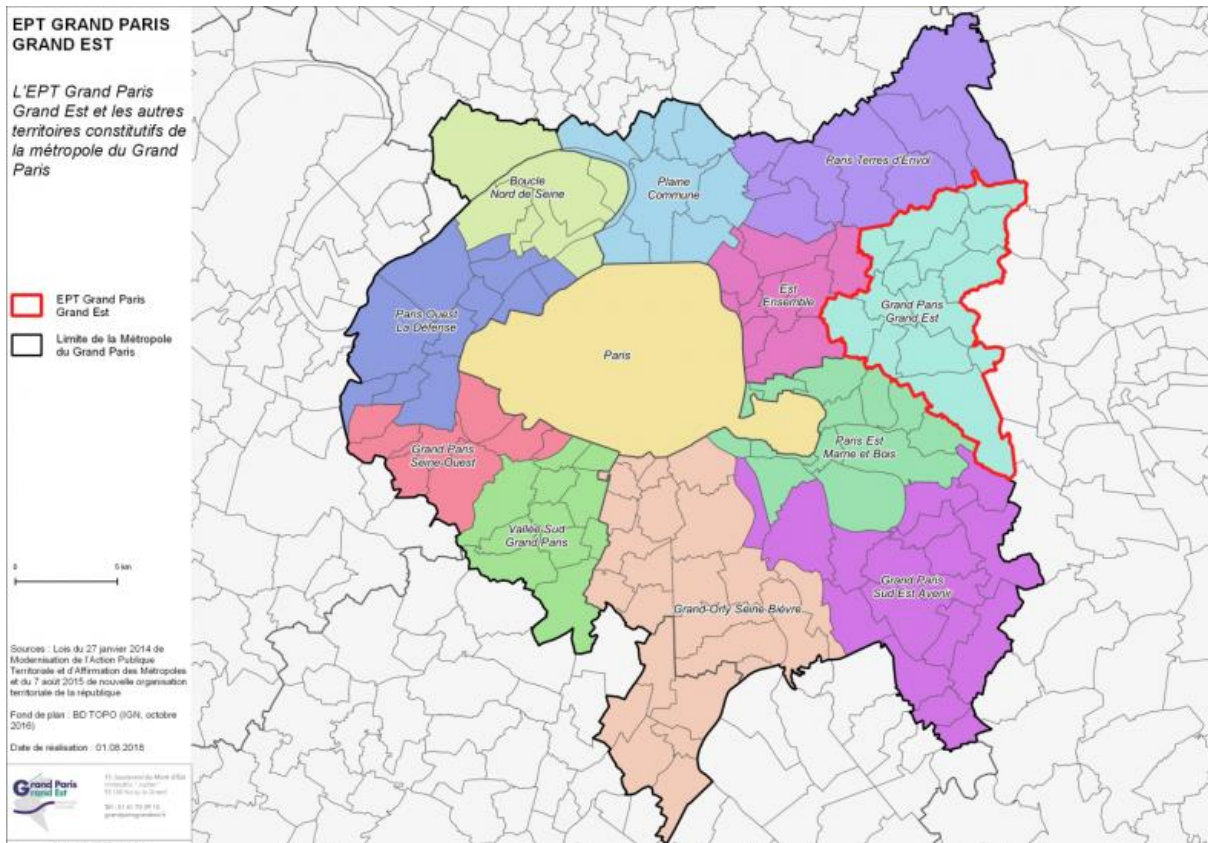 EPT GRAND PARIS
GRAND EST
L'EPT Grand Paris
Grand Est et les autres
territoires constitutifs de
la métropole du Grand
Paris
EPT Grand Paris
Grand Est
Limite de la Métropole
du Grand Paris
0
5 km
Sources : Lois du 27 janvier 2014 de
Modernisation de l'Action Publique
Territoriale et d'Affirmation des Métropoles
et du 7 août 2015 de nouvelle organisation
territoriale de la république
Fond de plan : BD TOPO (IGN, octobre
2016)
Date de réalisation : 01.08.2018
Grand Paris
Grand Est
Boucle
Nord de Seine
Plaine
Commune
Paris Terres d'Envol
Paris Ouest
La Défense
Est
Ensemble
Grand Paris
Grand Est
Paris
Grand Paris
Seine Ouest
Paris Est
Marne et Bois
Vallée Sud
Grand Paris
Grand-Orly Seine Bièvre
Grand Paris
Sud Est Avenir